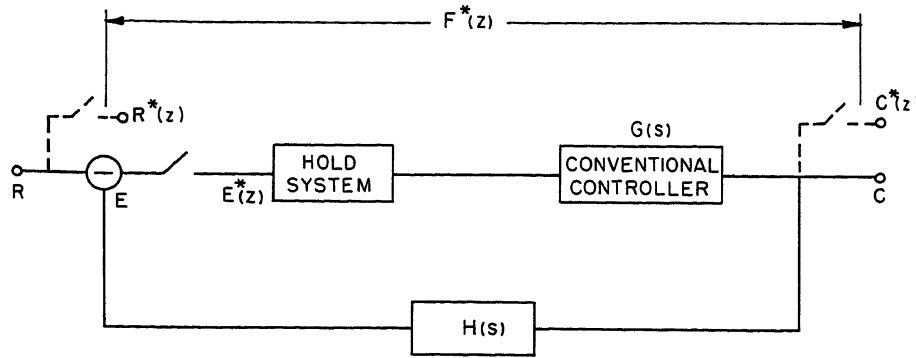 F*(z)
R*(z)
C*(z
G(s)
R
E
E*(z)
HOLD
SYSTEM
CONVENTIONAL
CONTROLLER
C
H(s)